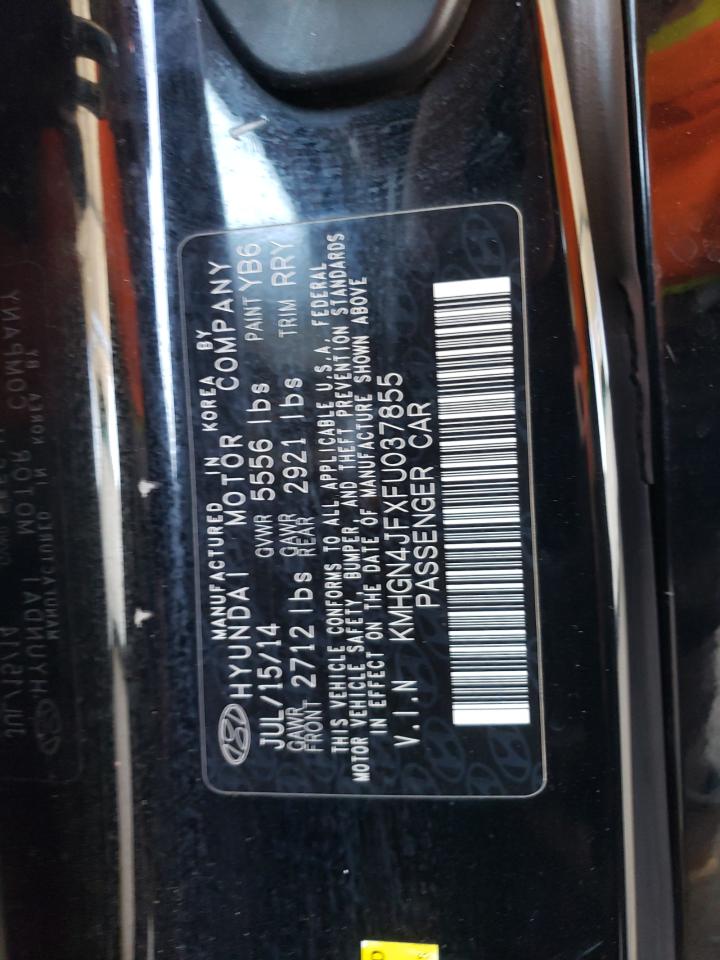 MANUFACTURED IN KOREA BY
HYUNDAI MOTOR COMPANY
JUL/15/14 GVWR 5556 lbs PAINT YB6
GAWR FRONT 2712 lbs GAWR REAR 2921 lbs TRIM RRY
THIS VEHICLE CONFORMS TO ALL APPLICABLE U.S.A. FEDERAL
MOTOR VEHICLE SAFETY, BUMPER, AND THEFT PREVENTION STANDARDS
IN EFFECT ON THE DATE OF MANUFACTURE SHOWN ABOVE
V.I.N KMHGN4JFXFU037855
PASSENGER CAR